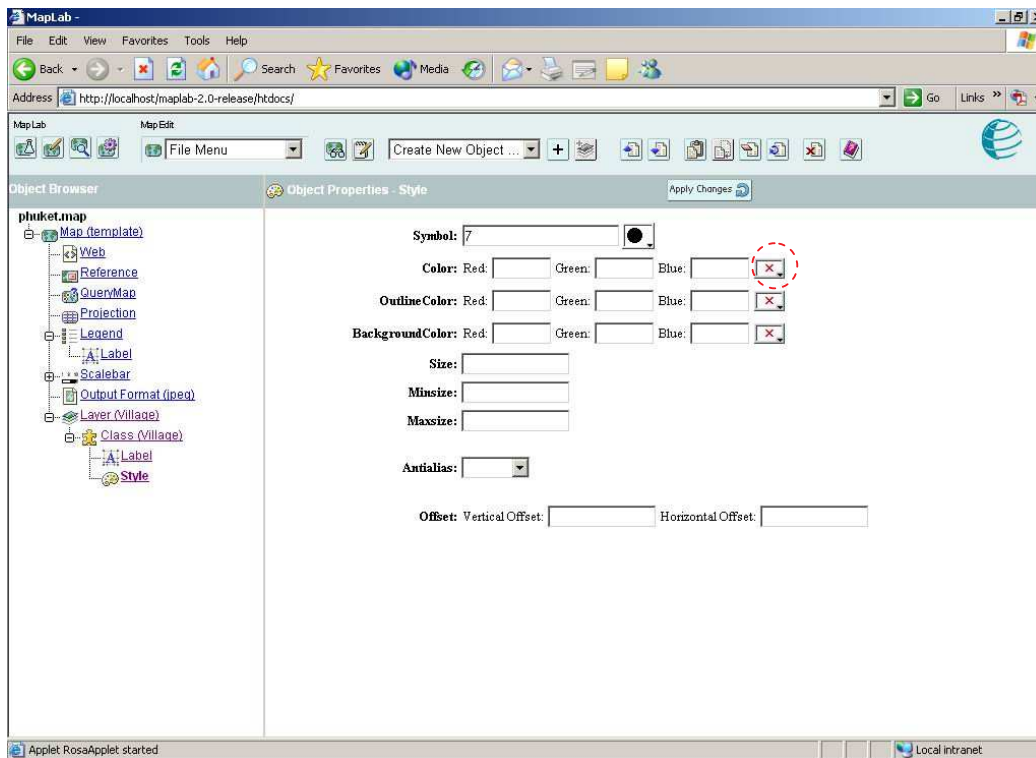 MapLab -
File Edit View Favorites Tools Help
Back Search Favorites Media
Address http://localhost/maplab-2.0-release/htdocs/ Go Links »
MapLab MapEdit
File Menu Create New Object ...
Object Browser Object Properties - Style Apply Changes
phuket.map
Map (template)
Web
Reference
QueryMap
Projection
Legend
Label
Scalebar
Output Format (jpeg)
Layer (Village)
Class (Village)
Label
Style
Symbol: 7
Color: Red: Green: Blue:
OutlineColor: Red: Green: Blue:
BackgroundColor: Red: Green: Blue:
Size:
Minsize:
Maxsize:
Antialias:
Offset: Vertical Offset: Horizontal Offset:
Applet RosaApplet started Local intranet